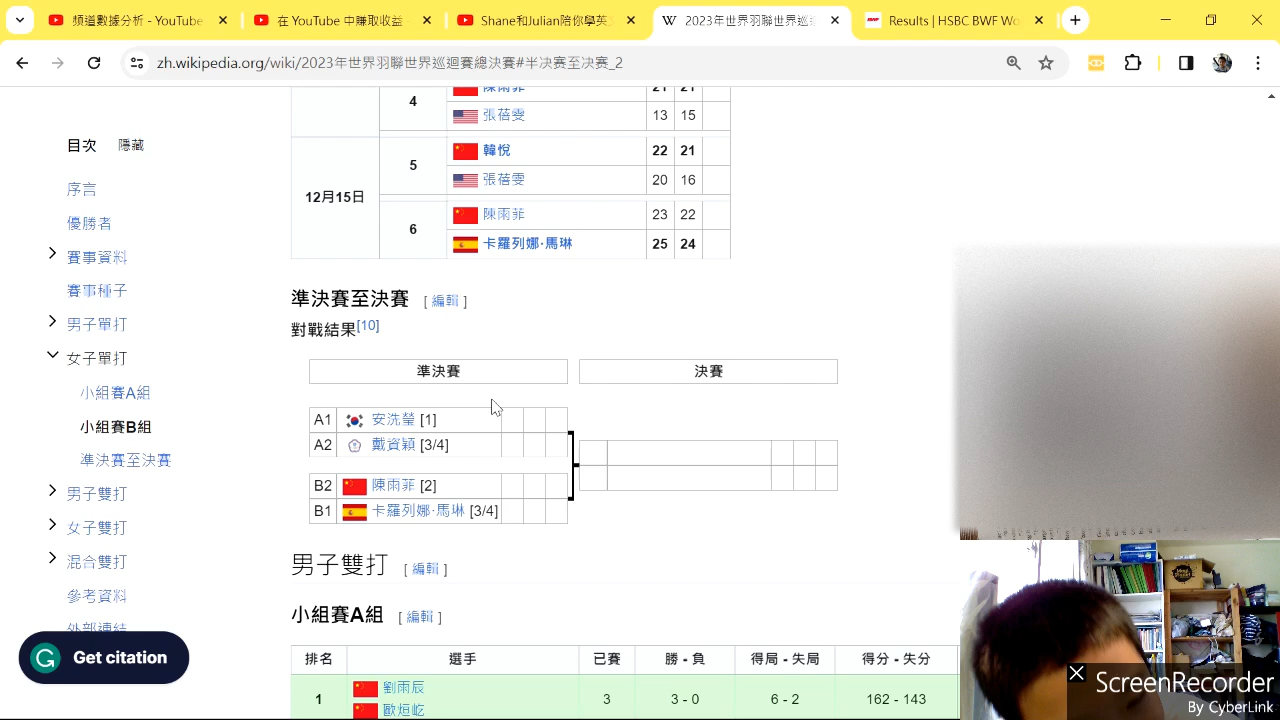 頻道數據分析 - YouTube
在 YouTube 中賺取收益
Shane和Julian陪你學英
2023年世界羽聯世界巡
Results | HSBC BWF Wo
zh.wikipedia.org/wiki/2023年世界羽聯世界巡迴賽總決賽#半決賽至決賽_2
目次 隱藏
序言
優勝者
賽事資料
賽事種子
男子單打
女子單打
小組賽A組
小組賽B組
準決賽至決賽
男子雙打
女子雙打
混合雙打
參考資料
外部連結
Get citation
4 陳雨菲 21 21
張蓓雯 13 15
12月15日
5 韓悅 22 21
張蓓雯 20 16
6 陳雨菲 23 22
卡羅列娜·馬琳 25 24
準決賽至決賽 [ 編輯 ]
對戰結果[10]
準決賽 決賽
A1 安洗瑩 [1]
A2 戴資穎 [3/4]
B2 陳雨菲 [2]
B1 卡羅列娜·馬琳 [3/4]
男子雙打 [ 編輯 ]
小組賽A組 [ 編輯 ]
排名 選手 已賽 勝 - 負 得局 - 失局 得分 - 失分
1 劉雨辰 3 3 - 0 6 - 2 162 - 143
歐烜屹
ScreenRecorder
By CyberLink